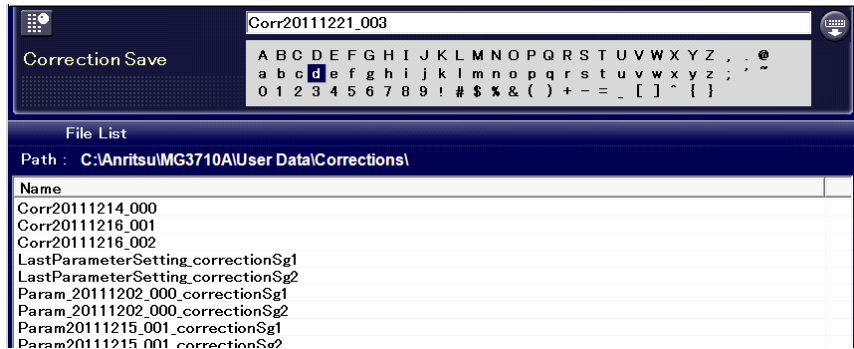 Corr20111221_003
Correction Save
A B C D E F G H I J K L M N O P Q R S T U V W X Y Z , . @
a b c d e f g h i j k l m n o p q r s t u v w x y z ; ´ ~
0 1 2 3 4 5 6 7 8 9 ! # $ % & ( ) + - = _ [ ] ^ { }
File List
Path : C:\Anritsu\MG3710A\User Data\Corrections\
Name
Corr20111214_000
Corr20111216_001
Corr20111216_002
LastParameterSetting_correctionSg1
LastParameterSetting_correctionSg2
Param_20111202_000_correctionSg1
Param_20111202_000_correctionSg2
Param20111215_001_correctionSg1
Param20111215_001_correctionSg2